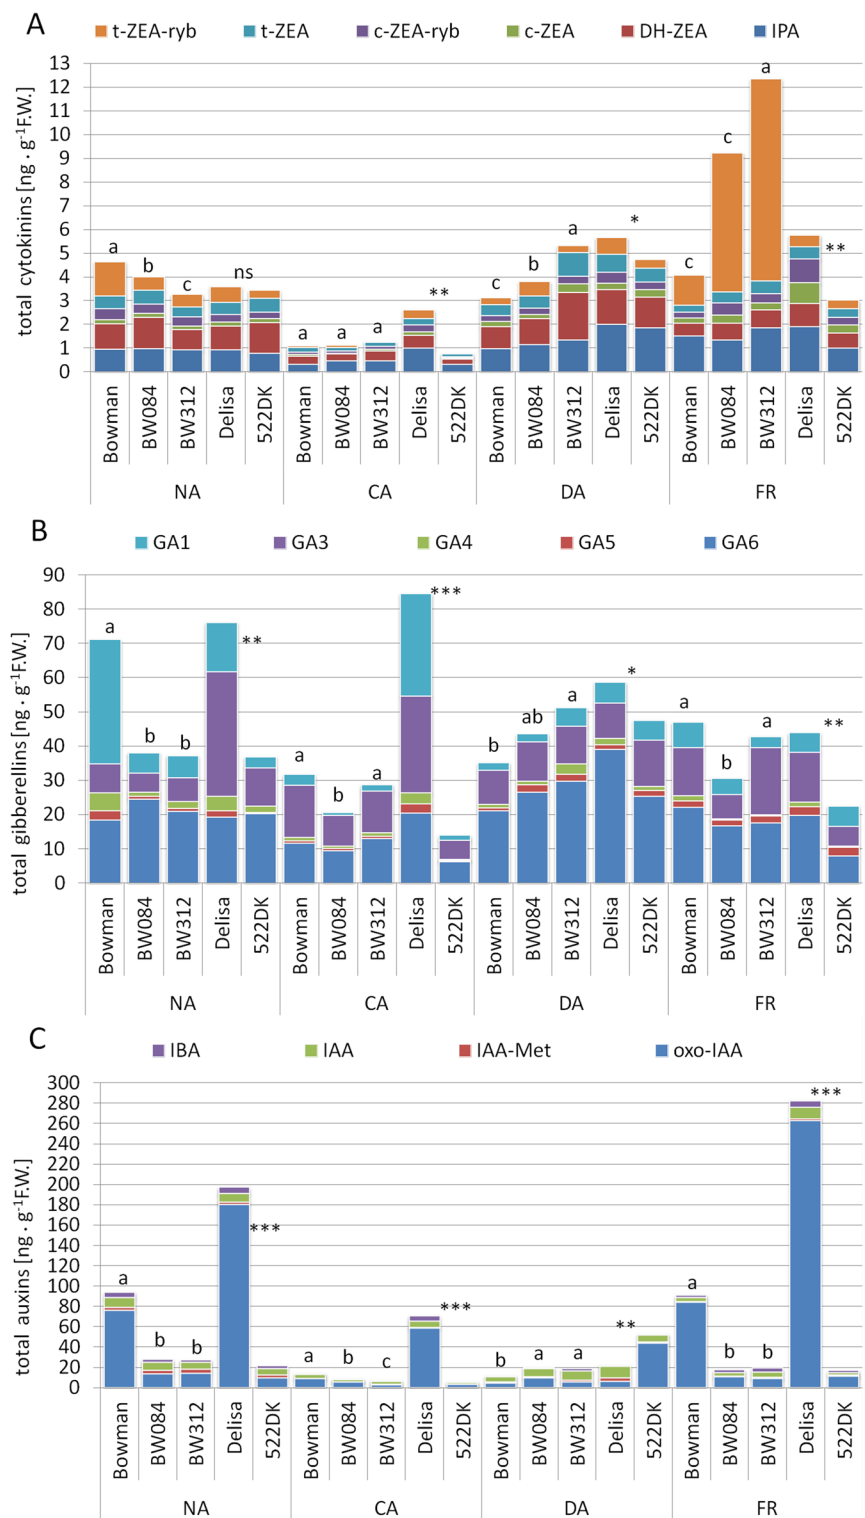 A
t-ZEA-ryb t-ZEA c-ZEA-ryb c-ZEA DH-ZEA IPA
total cytokinins [ng · g⁻¹F.W.]
13
12
11
10
9
8
7
6
5
4
3
2
1
0
a b c ns
a a a **
c b a *
c c a **
Bowman BW084 BW312 Delisa 522DK Bowman BW084 BW312 Delisa 522DK Bowman BW084 BW312 Delisa 522DK Bowman BW084 BW312 Delisa 522DK
NA CA DA FR
B
GA1 GA3 GA4 GA5 GA6
total gibberellins [ng · g⁻¹F.W.]
90
80
70
60
50
40
30
20
10
0
a b b **
a b a ***
b ab a *
a b a **
Bowman BW084 BW312 Delisa 522DK Bowman BW084 BW312 Delisa 522DK Bowman BW084 BW312 Delisa 522DK Bowman BW084 BW312 Delisa 522DK
NA CA DA FR
C
IBA IAA IAA-Met oxo-IAA
total auxins [ng · g⁻¹F.W.]
300
280
260
240
220
200
180
160
140
120
100
80
60
40
20
0
a b b ***
a b c ***
b a a **
a b b ***
Bowman BW084 BW312 Delisa 522DK Bowman BW084 BW312 Delisa 522DK Bowman BW084 BW312 Delisa 522DK Bowman BW084 BW312 Delisa 522DK
NA CA DA FR